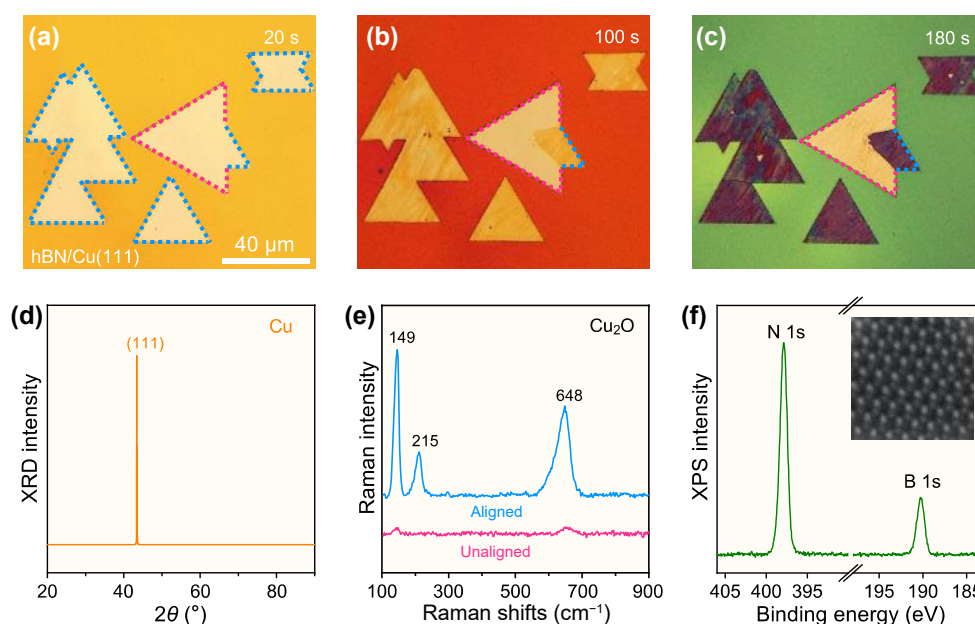 (a)
20 s
hBN/Cu(111)
40 μm
(b)
100 s
(c)
180 s
(d)
Cu
(111)
XRD intensity
20 40 60 80
2θ (°)
(e)
Cu₂O
149
215
648
Aligned
Unaligned
Raman intensity
100 300 500 700 900
Raman shifts (cm⁻¹)
(f)
N 1s
B 1s
XPS intensity
405 400 395 195 190 185
Binding energy (eV)